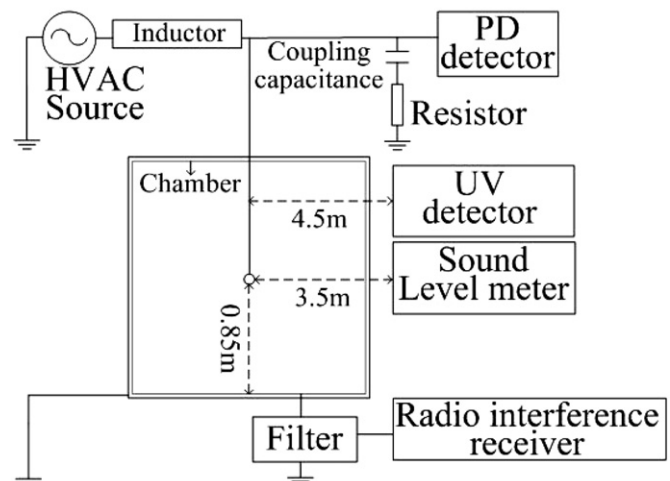 HVAC
Source
Inductor
Coupling
capacitance
PD
detector
Resistor
Chamber
4.5m
UV
detector
3.5m
Sound
Level meter
0.85m
Filter
Radio interference
receiver